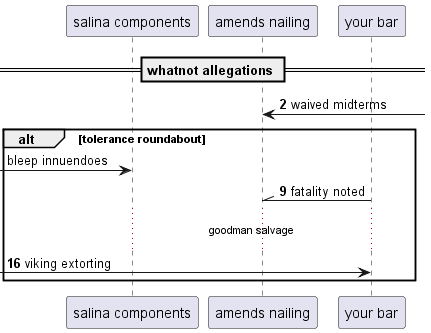 salina components
amends nailing
your bar
whatnot allegations
2 waived midterms
alt
[tolerance roundabout]
bleep innuendoes
9 fatality noted
goodman salvage
16 viking extorting
salina components
amends nailing
your bar